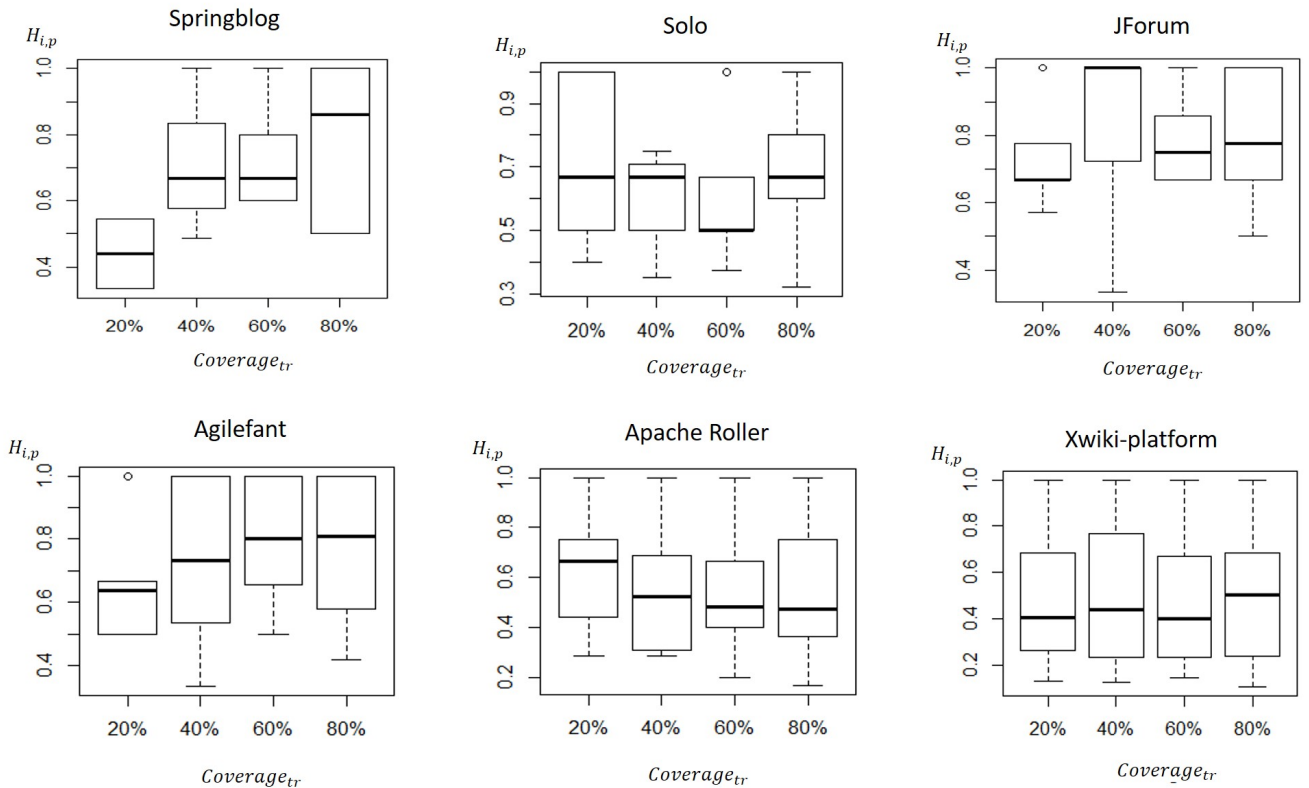 Springblog
H_{i,p}
1.0
0.8
0.6
0.4
20% 40% 60% 80%
Coverage_{tr}
Solo
H_{i,p}
0.9
0.7
0.5
0.3
20% 40% 60% 80%
Coverage_{tr}
JForum
H_{i,p}
1.0
0.8
0.6
0.4
20% 40% 60% 80%
Coverage_{tr}
Agilefant
H_{i,p}
1.0
0.8
0.6
0.4
20% 40% 60% 80%
Coverage_{tr}
Apache Roller
H_{i,p}
1.0
0.8
0.6
0.4
0.2
20% 40% 60% 80%
Coverage_{tr}
Xwiki-platform
H_{i,p}
1.0
0.8
0.6
0.4
0.2
20% 40% 60% 80%
Coverage_{tr}